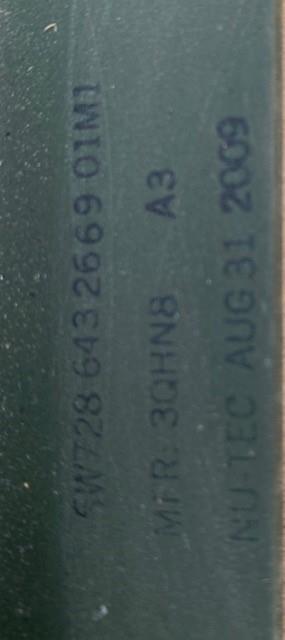 SW728 643 2669 01M1
MFR. 3QHN8 A3
NU-TEC AUG 31 2009